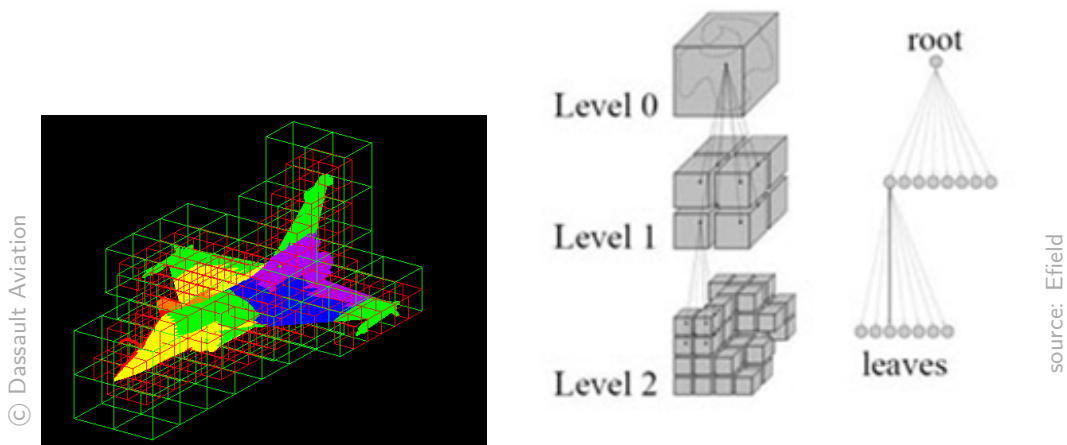 © Dassault Aviation
Level 0
Level 1
Level 2
root
leaves
source: Efield